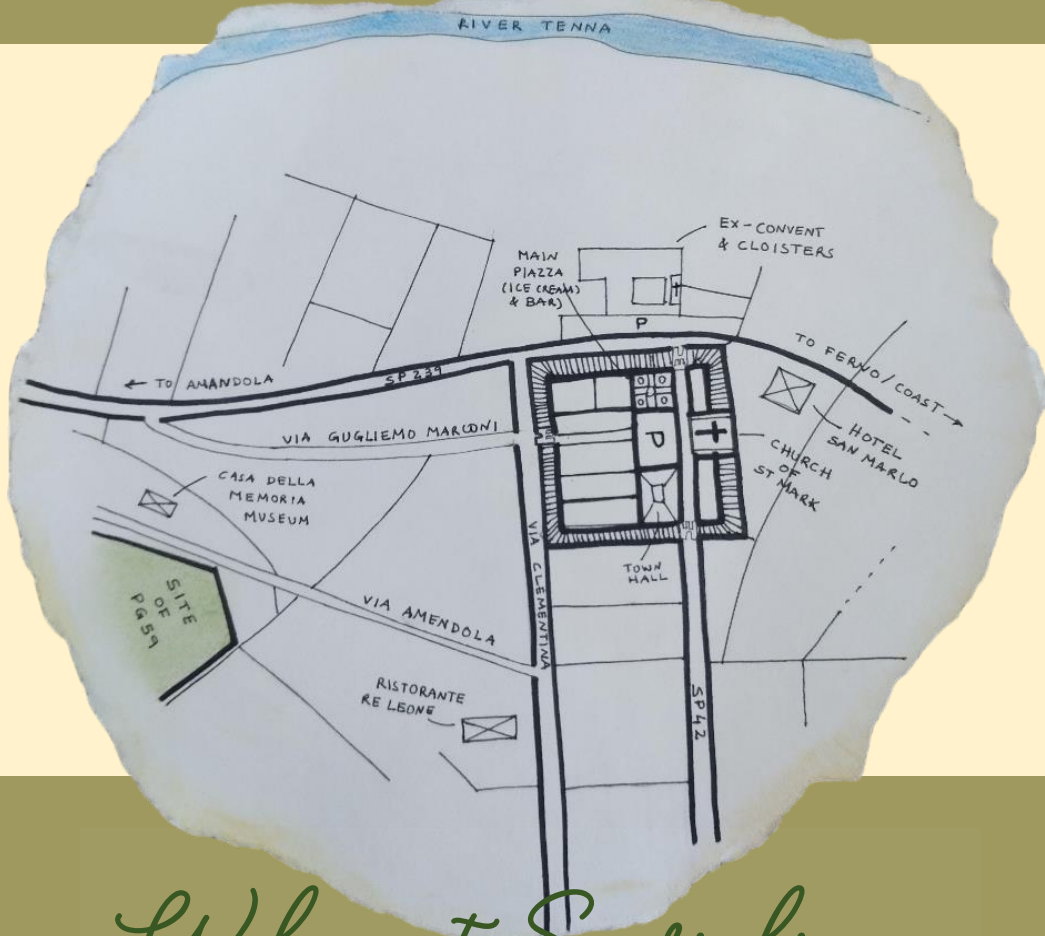 RIVER TENNA
EX-CONVENT
& CLOISTERS
MAIN
PIAZZA
(ICE CREAM)
& BAR)
P
TO FERVO/COAST →
← TO AMANDOLA
SP 239
VIA GUGLIEMO MARCONI
P
HOTEL
SAN MARLO
CHURCH
OF
ST MARK
CASA DELLA
MEMORIA
MUSEUM
TOWN
HALL
VIA CLEMENTINA
SITE
OF
PG59
VIA AMENDOLA
RISTORANTE
RE LEONE
SP42